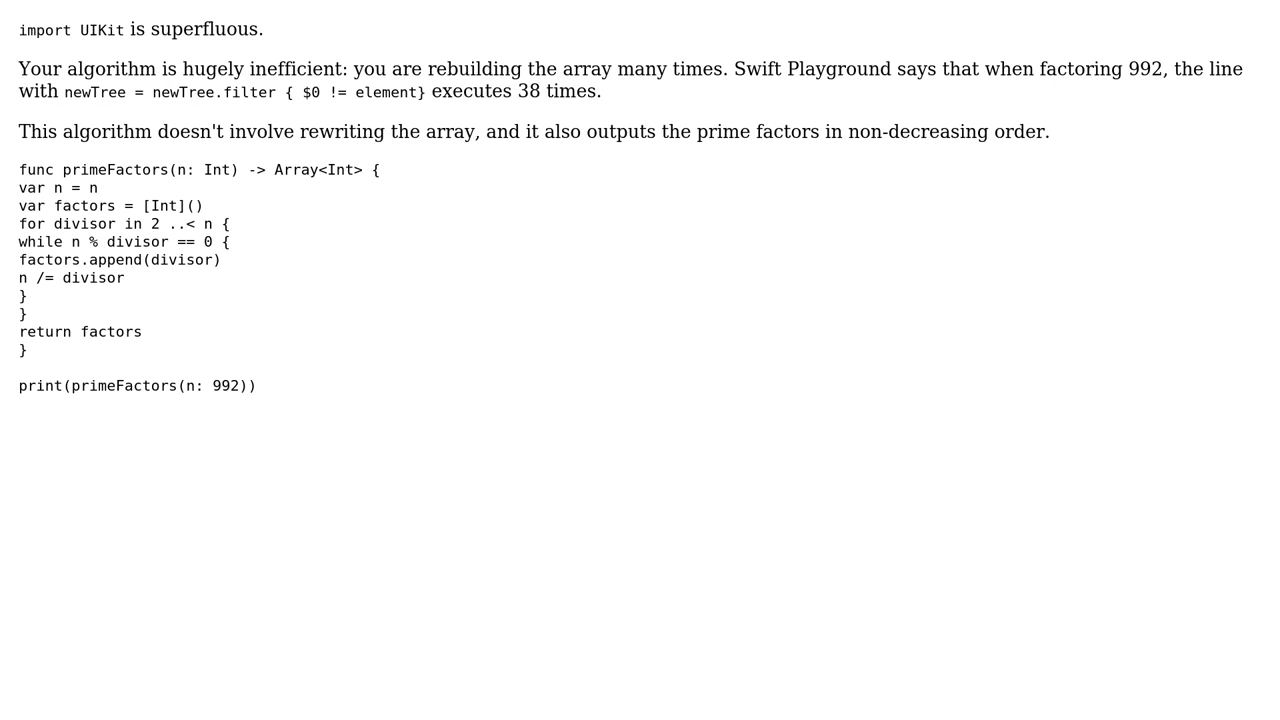 import UIKit is superfluous.
Your algorithm is hugely inefficient: you are rebuilding the array many times. Swift Playground says that when factoring 992, the line
with newTree = newTree.filter { $0 != element} executes 38 times.
This algorithm doesn't involve rewriting the array, and it also outputs the prime factors in non-decreasing order.
func primeFactors(n: Int) -> Array<Int> {
var n = n
var factors = [Int]()
for divisor in 2 ..< n {
while n % divisor == 0 {
factors.append(divisor)
n /= divisor
}
}
return factors
}
print(primeFactors(n: 992))